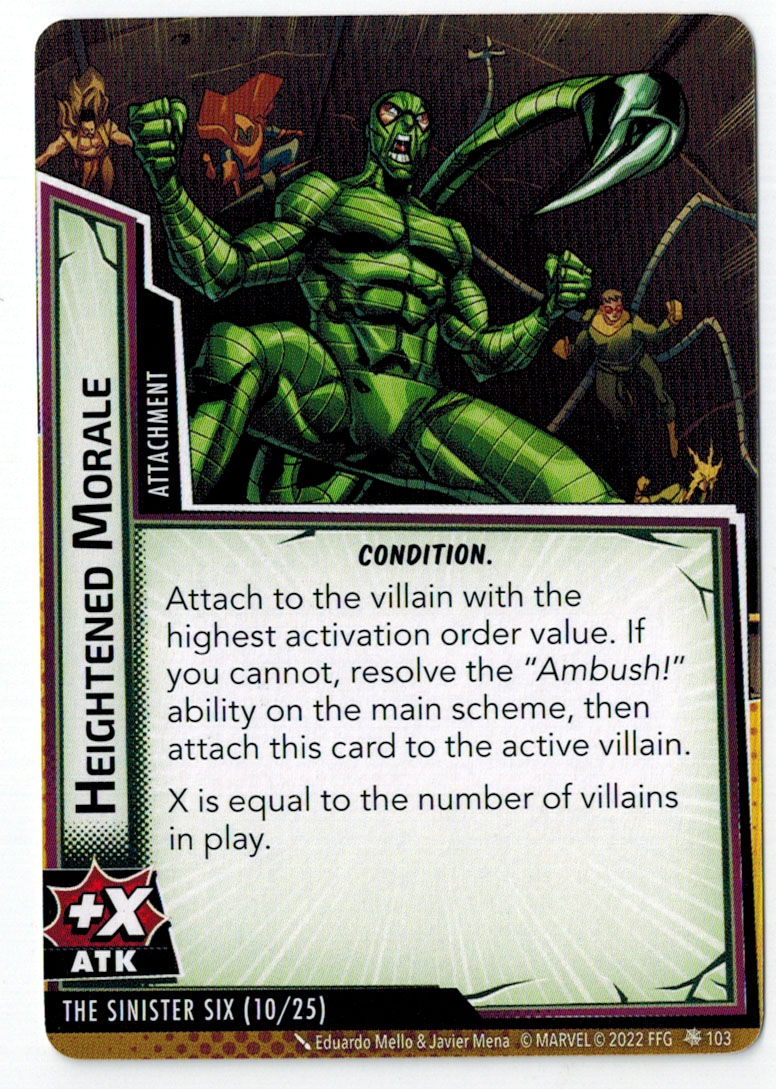 HEIGHTENED MORALE
ATTACHMENT
CONDITION.
Attach to the villain with the
highest activation order value. If
you cannot, resolve the "Ambush!"
ability on the main scheme, then
attach this card to the active villain.
X is equal to the number of villains
in play.
+X
ATK
THE SINISTER SIX (10/25)
Eduardo Mello & Javier Mena © MARVEL © 2022 FFG 103